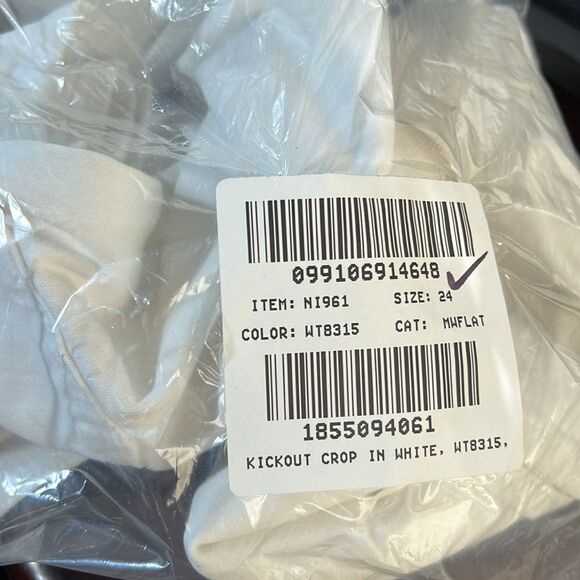 099106914648
ITEM: NI961 SIZE: 24
COLOR: WT8315 CAT: MWFLAT
1855094061
KICKOUT CROP IN WHITE, WT8315,